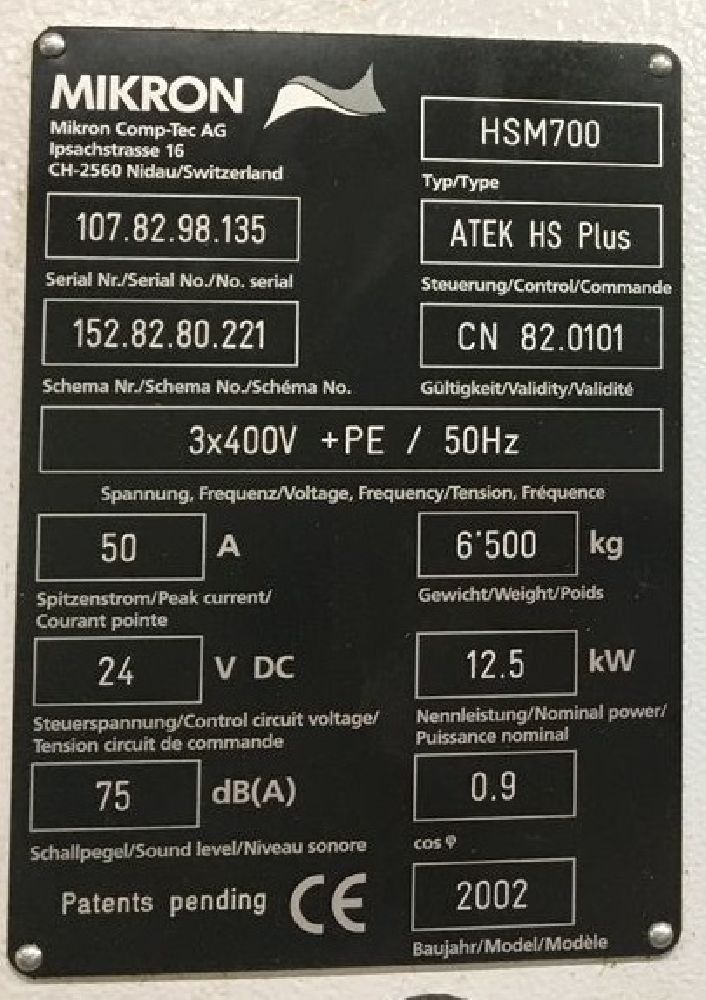 MIKRON
Mikron Comp-Tec AG
Ipsachstrasse 16
CH-2560 Nidau/Switzerland
HSM700
Typ/Type
107.82.98.135
Serial Nr./Serial No./No. serial
ATEK HS Plus
Steuerung/Control/Commande
152.82.80.221
Schema Nr./Schema No./Schéma No.
CN 82.0101
Gültigkeit/Validity/Validité
3x400V +PE / 50Hz
Spannung, Frequenz/Voltage, Frequency/Tension, Fréquence
50 A
Spitzenstrom/Peak current/
Courant pointe
6'500 kg
Gewicht/Weight/Poids
24 V DC
Steuerspannung/Control circuit voltage/
Tension circuit de commande
12.5 kW
Nennleistung/Nominal power/
Puissance nominal
75 dB(A)
Schallpegel/Sound level/Niveau sonore
0.9
cos φ
Patents pending CE
2002
Baujahr/Model/Modèle